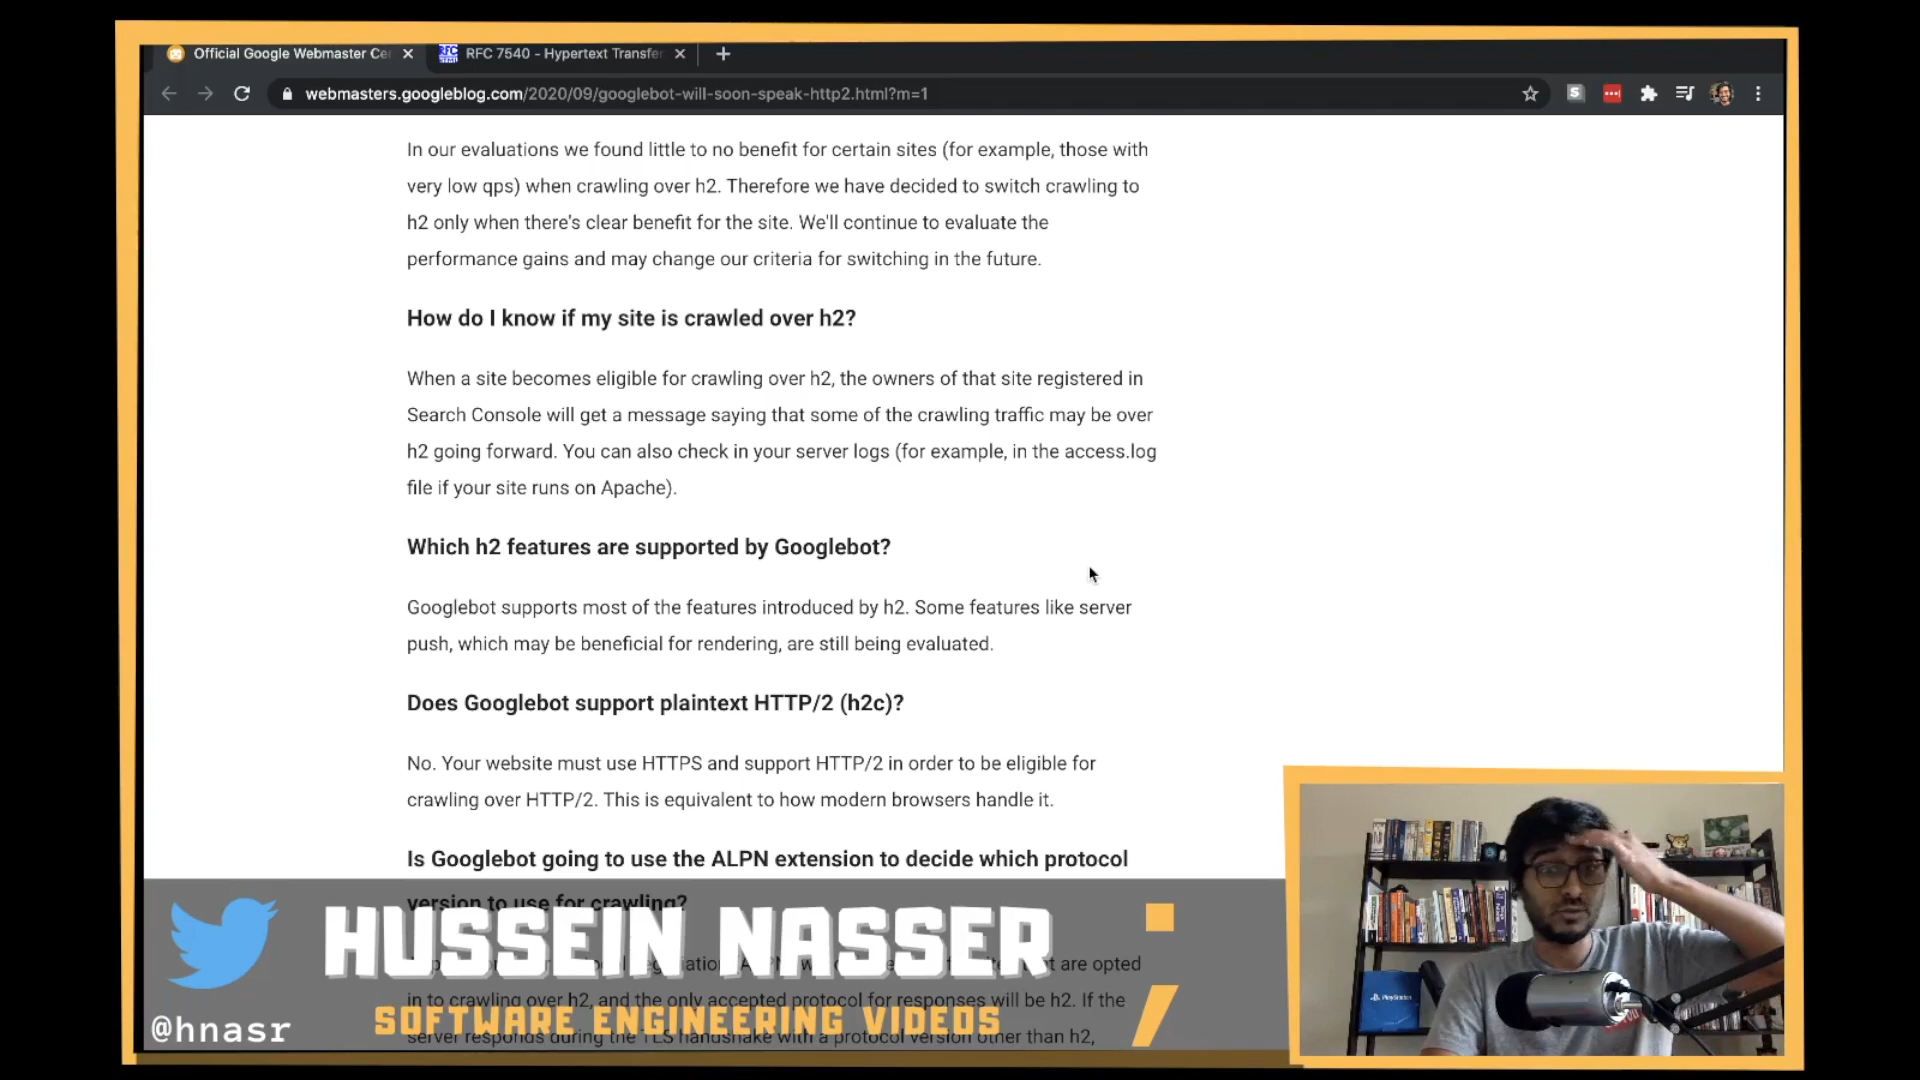 Official Google Webmaster Ce
RFC 7540 - Hypertext Transfer
webmasters.googleblog.com/2020/09/googlebot-will-soon-speak-http2.html?m=1
In our evaluations we found little to no benefit for certain sites (for example, those with
very low qps) when crawling over h2. Therefore we have decided to switch crawling to
h2 only when there's clear benefit for the site. We'll continue to evaluate the
performance gains and may change our criteria for switching in the future.
How do I know if my site is crawled over h2?
When a site becomes eligible for crawling over h2, the owners of that site registered in
Search Console will get a message saying that some of the crawling traffic may be over
h2 going forward. You can also check in your server logs (for example, in the access.log
file if your site runs on Apache).
Which h2 features are supported by Googlebot?
Googlebot supports most of the features introduced by h2. Some features like server
push, which may be beneficial for rendering, are still being evaluated.
Does Googlebot support plaintext HTTP/2 (h2c)?
No. Your website must use HTTPS and support HTTP/2 in order to be eligible for
crawling over HTTP/2. This is equivalent to how modern browsers handle it.
Is Googlebot going to use the ALPN extension to decide which protocol
version to use for crawling?
HUSSEIN NASSER ;
are opted
in to crawling over h2, and the only accepted protocol for responses will be h2. If the
SOFTWARE ENGINEERING VIDEOS
@hnasr
server responds during the TLS handshake with a protocol version other than h2,
PlayStation